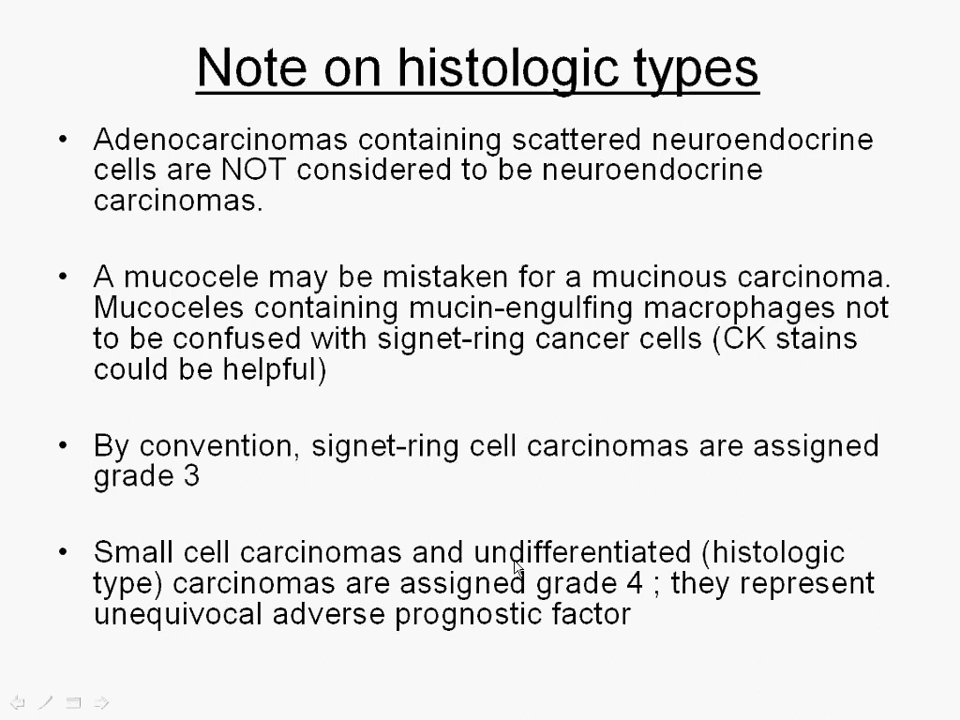 Note on histologic types
• Adenocarcinomas containing scattered neuroendocrine
cells are NOT considered to be neuroendocrine
carcinomas.
• A mucocele may be mistaken for a mucinous carcinoma.
Mucoceles containing mucin-engulfing macrophages not
to be confused with signet-ring cancer cells (CK stains
could be helpful)
• By convention, signet-ring cell carcinomas are assigned
grade 3
• Small cell carcinomas and undifferentiated (histologic
type) carcinomas are assigned grade 4 ; they represent
unequivocal adverse prognostic factor